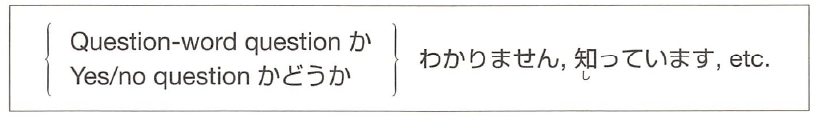 Question-word question か
Yes/no question かどうか
わかりません, 知っています, etc.
し